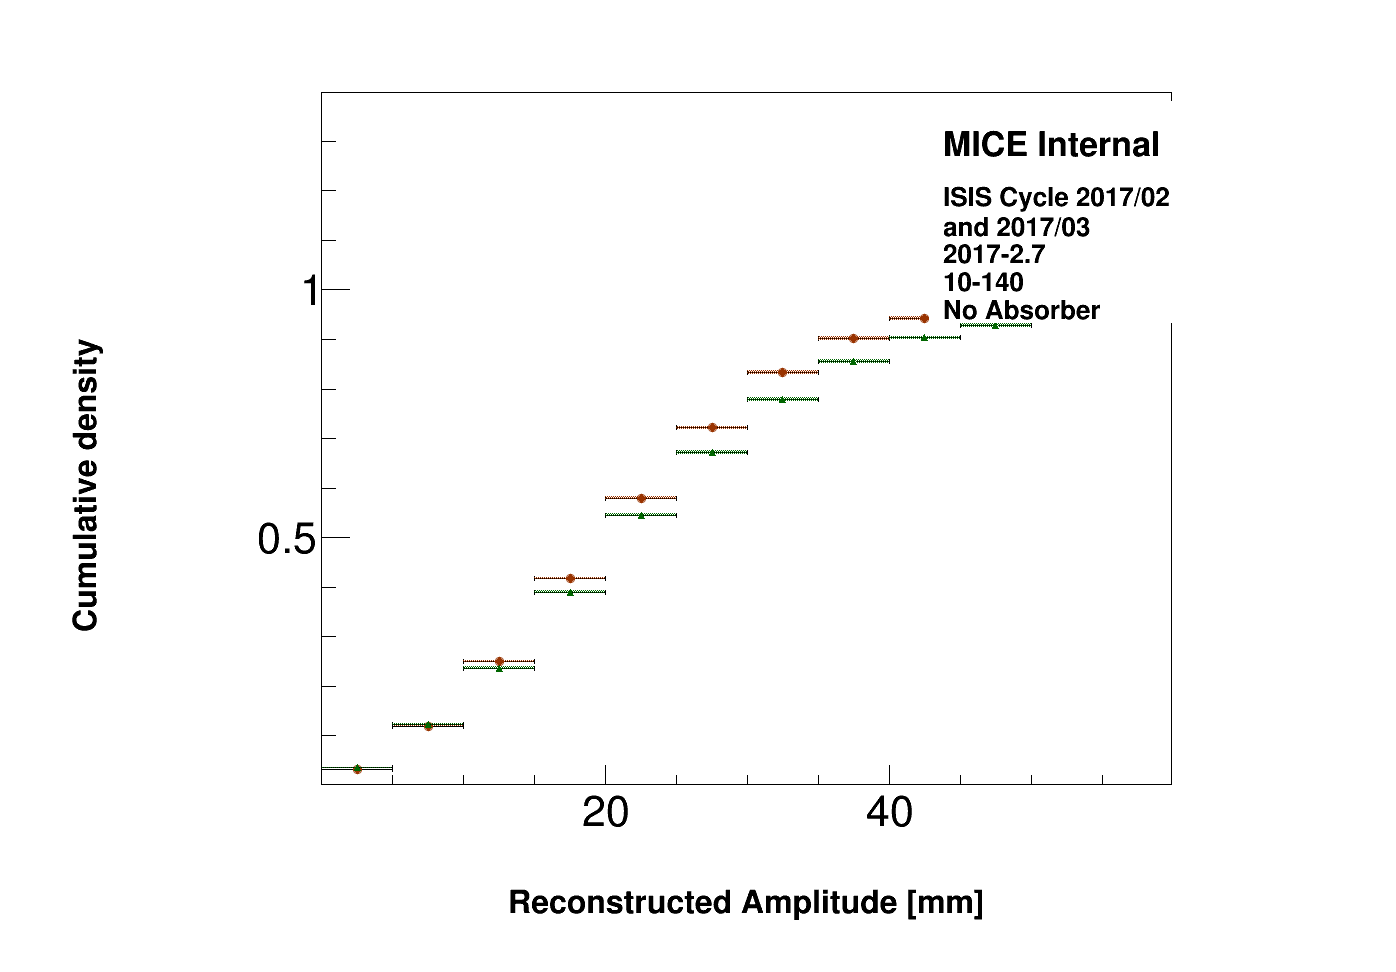 MICE Internal
ISIS Cycle 2017/02
and 2017/03
2017-2.7
10-140
No Absorber
1
0.5
Cumulative density
20
40
Reconstructed Amplitude [mm]